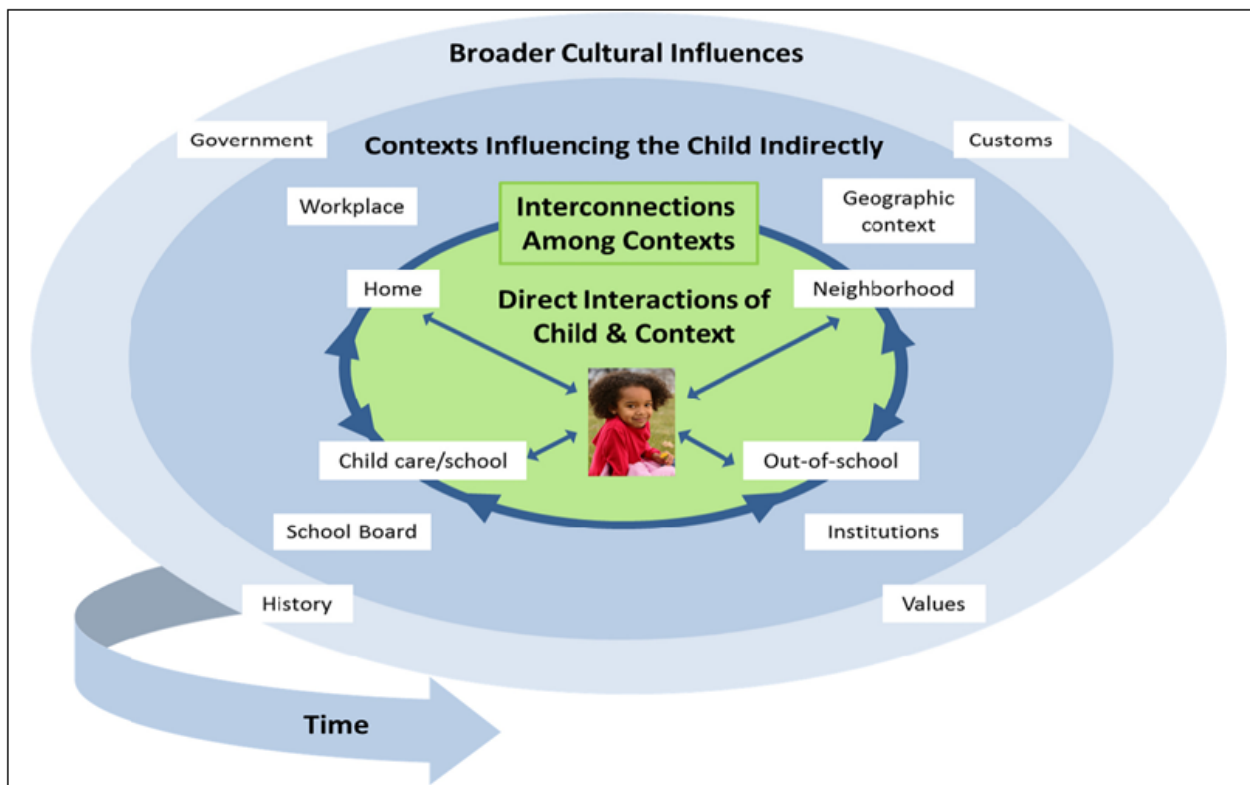 Broader Cultural Influences
Government
Customs
Contexts Influencing the Child Indirectly
Workplace
Geographic
context
Interconnections
Among Contexts
Home
Neighborhood
Direct Interactions of
Child & Context
Child care/school
Out-of-school
School Board
Institutions
History
Values
Time